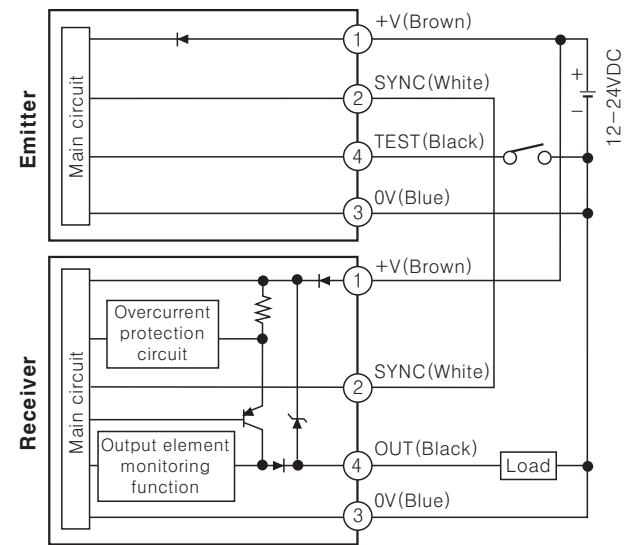 Emitter
Main circuit
1
+V(Brown)
2
SYNC(White)
4
TEST(Black)
3
0V(Blue)
+
−
12−24VDC
Receiver
Main circuit
Overcurrent
protection
circuit
Output element
monitoring
function
1
+V(Brown)
2
SYNC(White)
4
OUT(Black)
Load
3
0V(Blue)